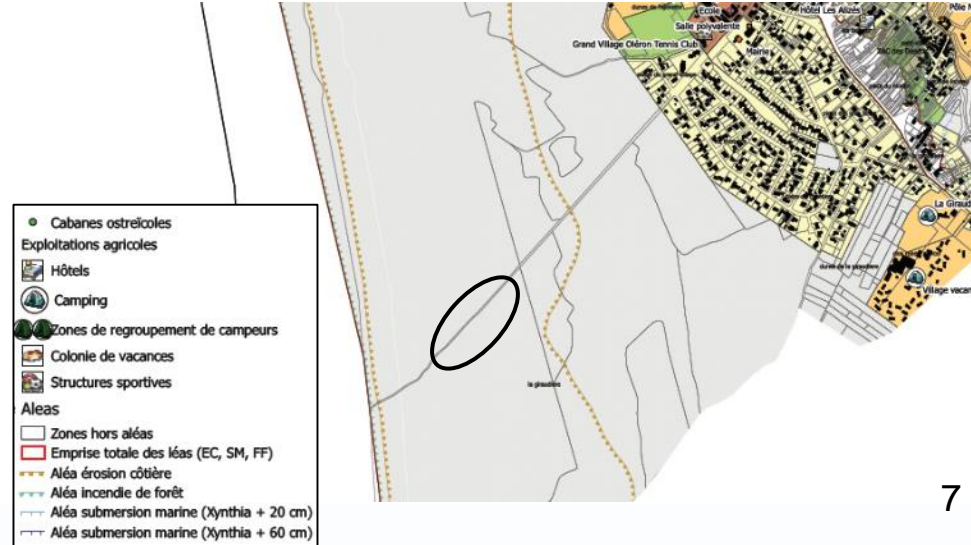 Ecole
Hôtel Les Alizés
Salle polyvalente
Grand Village Oléron Tennis Club
Mairie
La Giraud
Village vacan
la giraudière
Cabanes ostreïcoles
Exploitations agricoles
Hôtels
Camping
Zones de regroupement de campeurs
Colonie de vacances
Structures sportives
Aleas
Zones hors aléas
Emprise totale des léas (EC, SM, FF)
Aléa érosion côtière
Aléa incendie de forêt
Aléa submersion marine (Xynthia + 20 cm)
Aléa submersion marine (Xynthia + 60 cm)
7